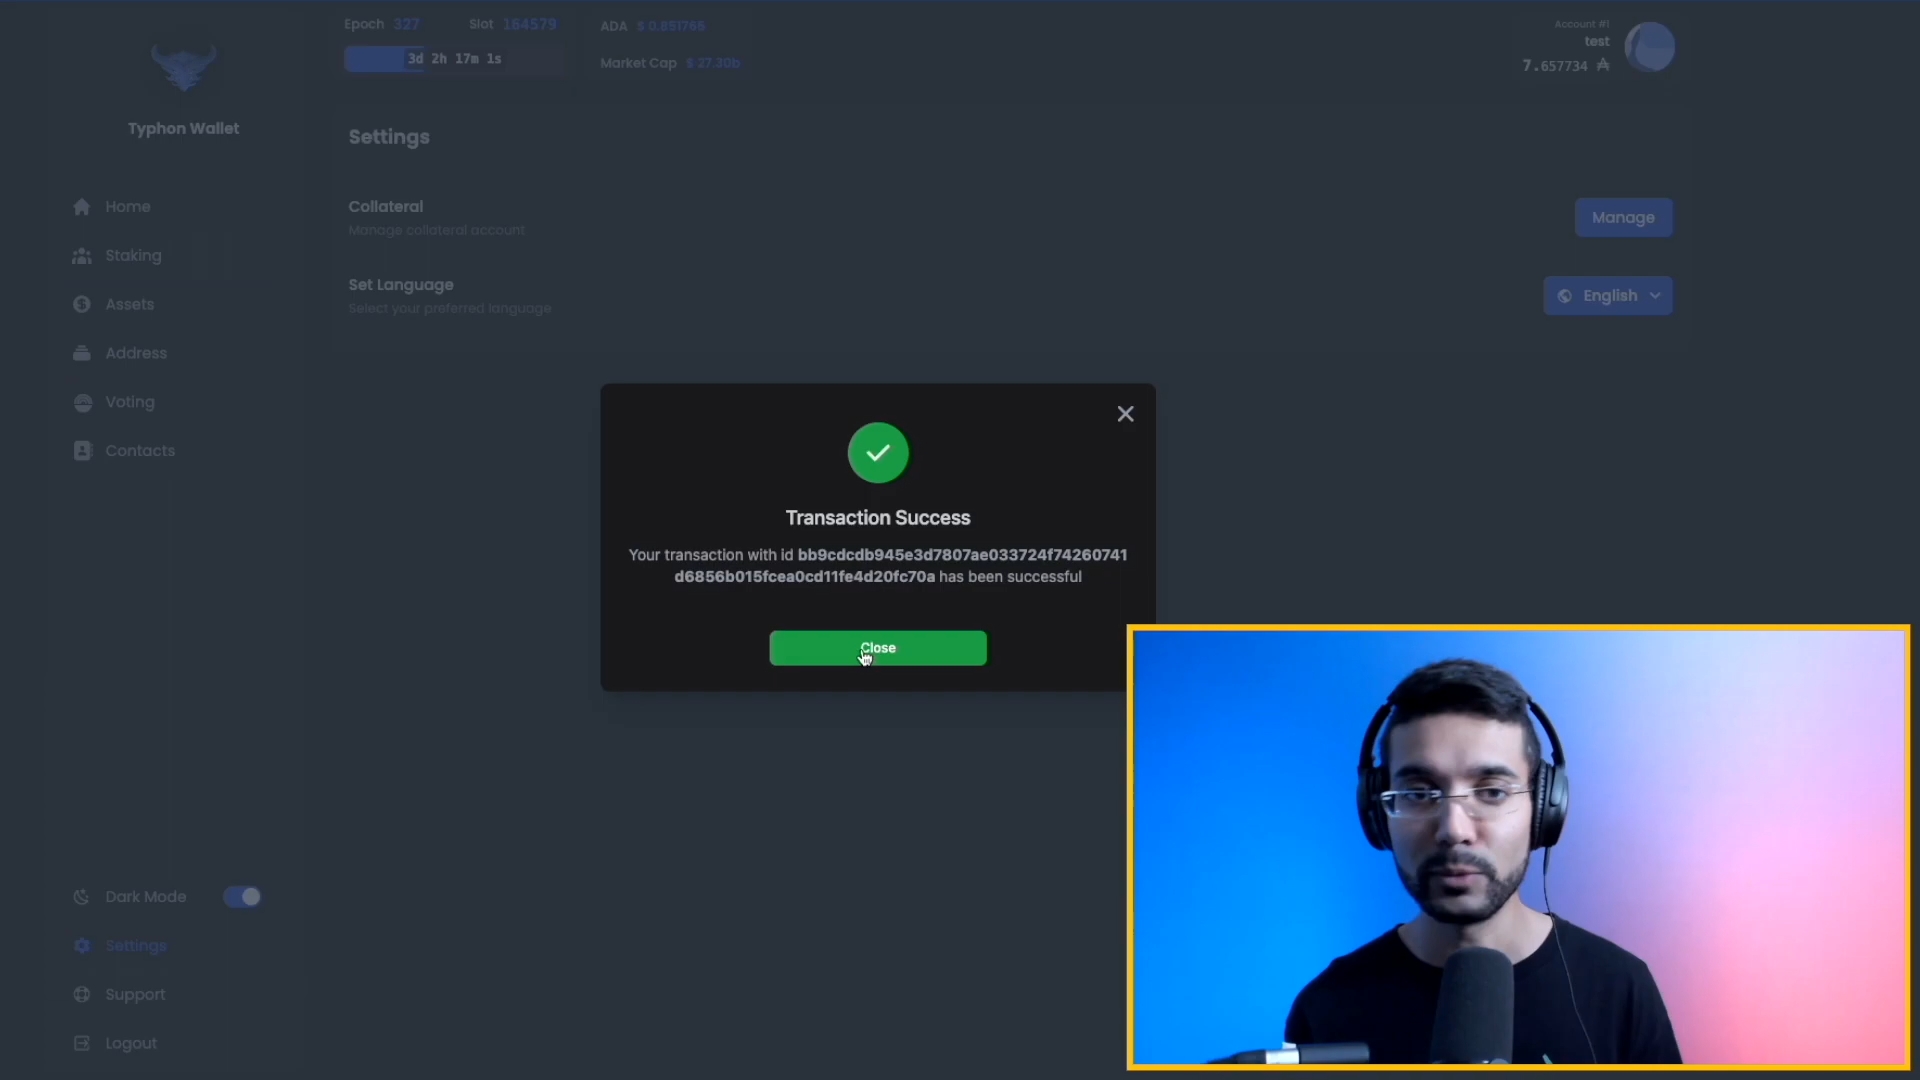 Epoch 327 Slot 164579
3d 2h 17m 1s
ADA $ 0.851765
Market Cap $ 27.30b
Account #1
test
7.657734 ₳
Typhon Wallet
Home
Staking
Assets
Address
Voting
Contacts
Dark Mode
Settings
Support
Logout
Settings
Collateral
Manage collateral account
Manage
Set Language
Select your preferred language
English
Transaction Success
Your transaction with id bb9cdcdb945e3d7807ae033724f74260741
d6856b015fcea0cd11fe4d20fc70a has been successful
Close